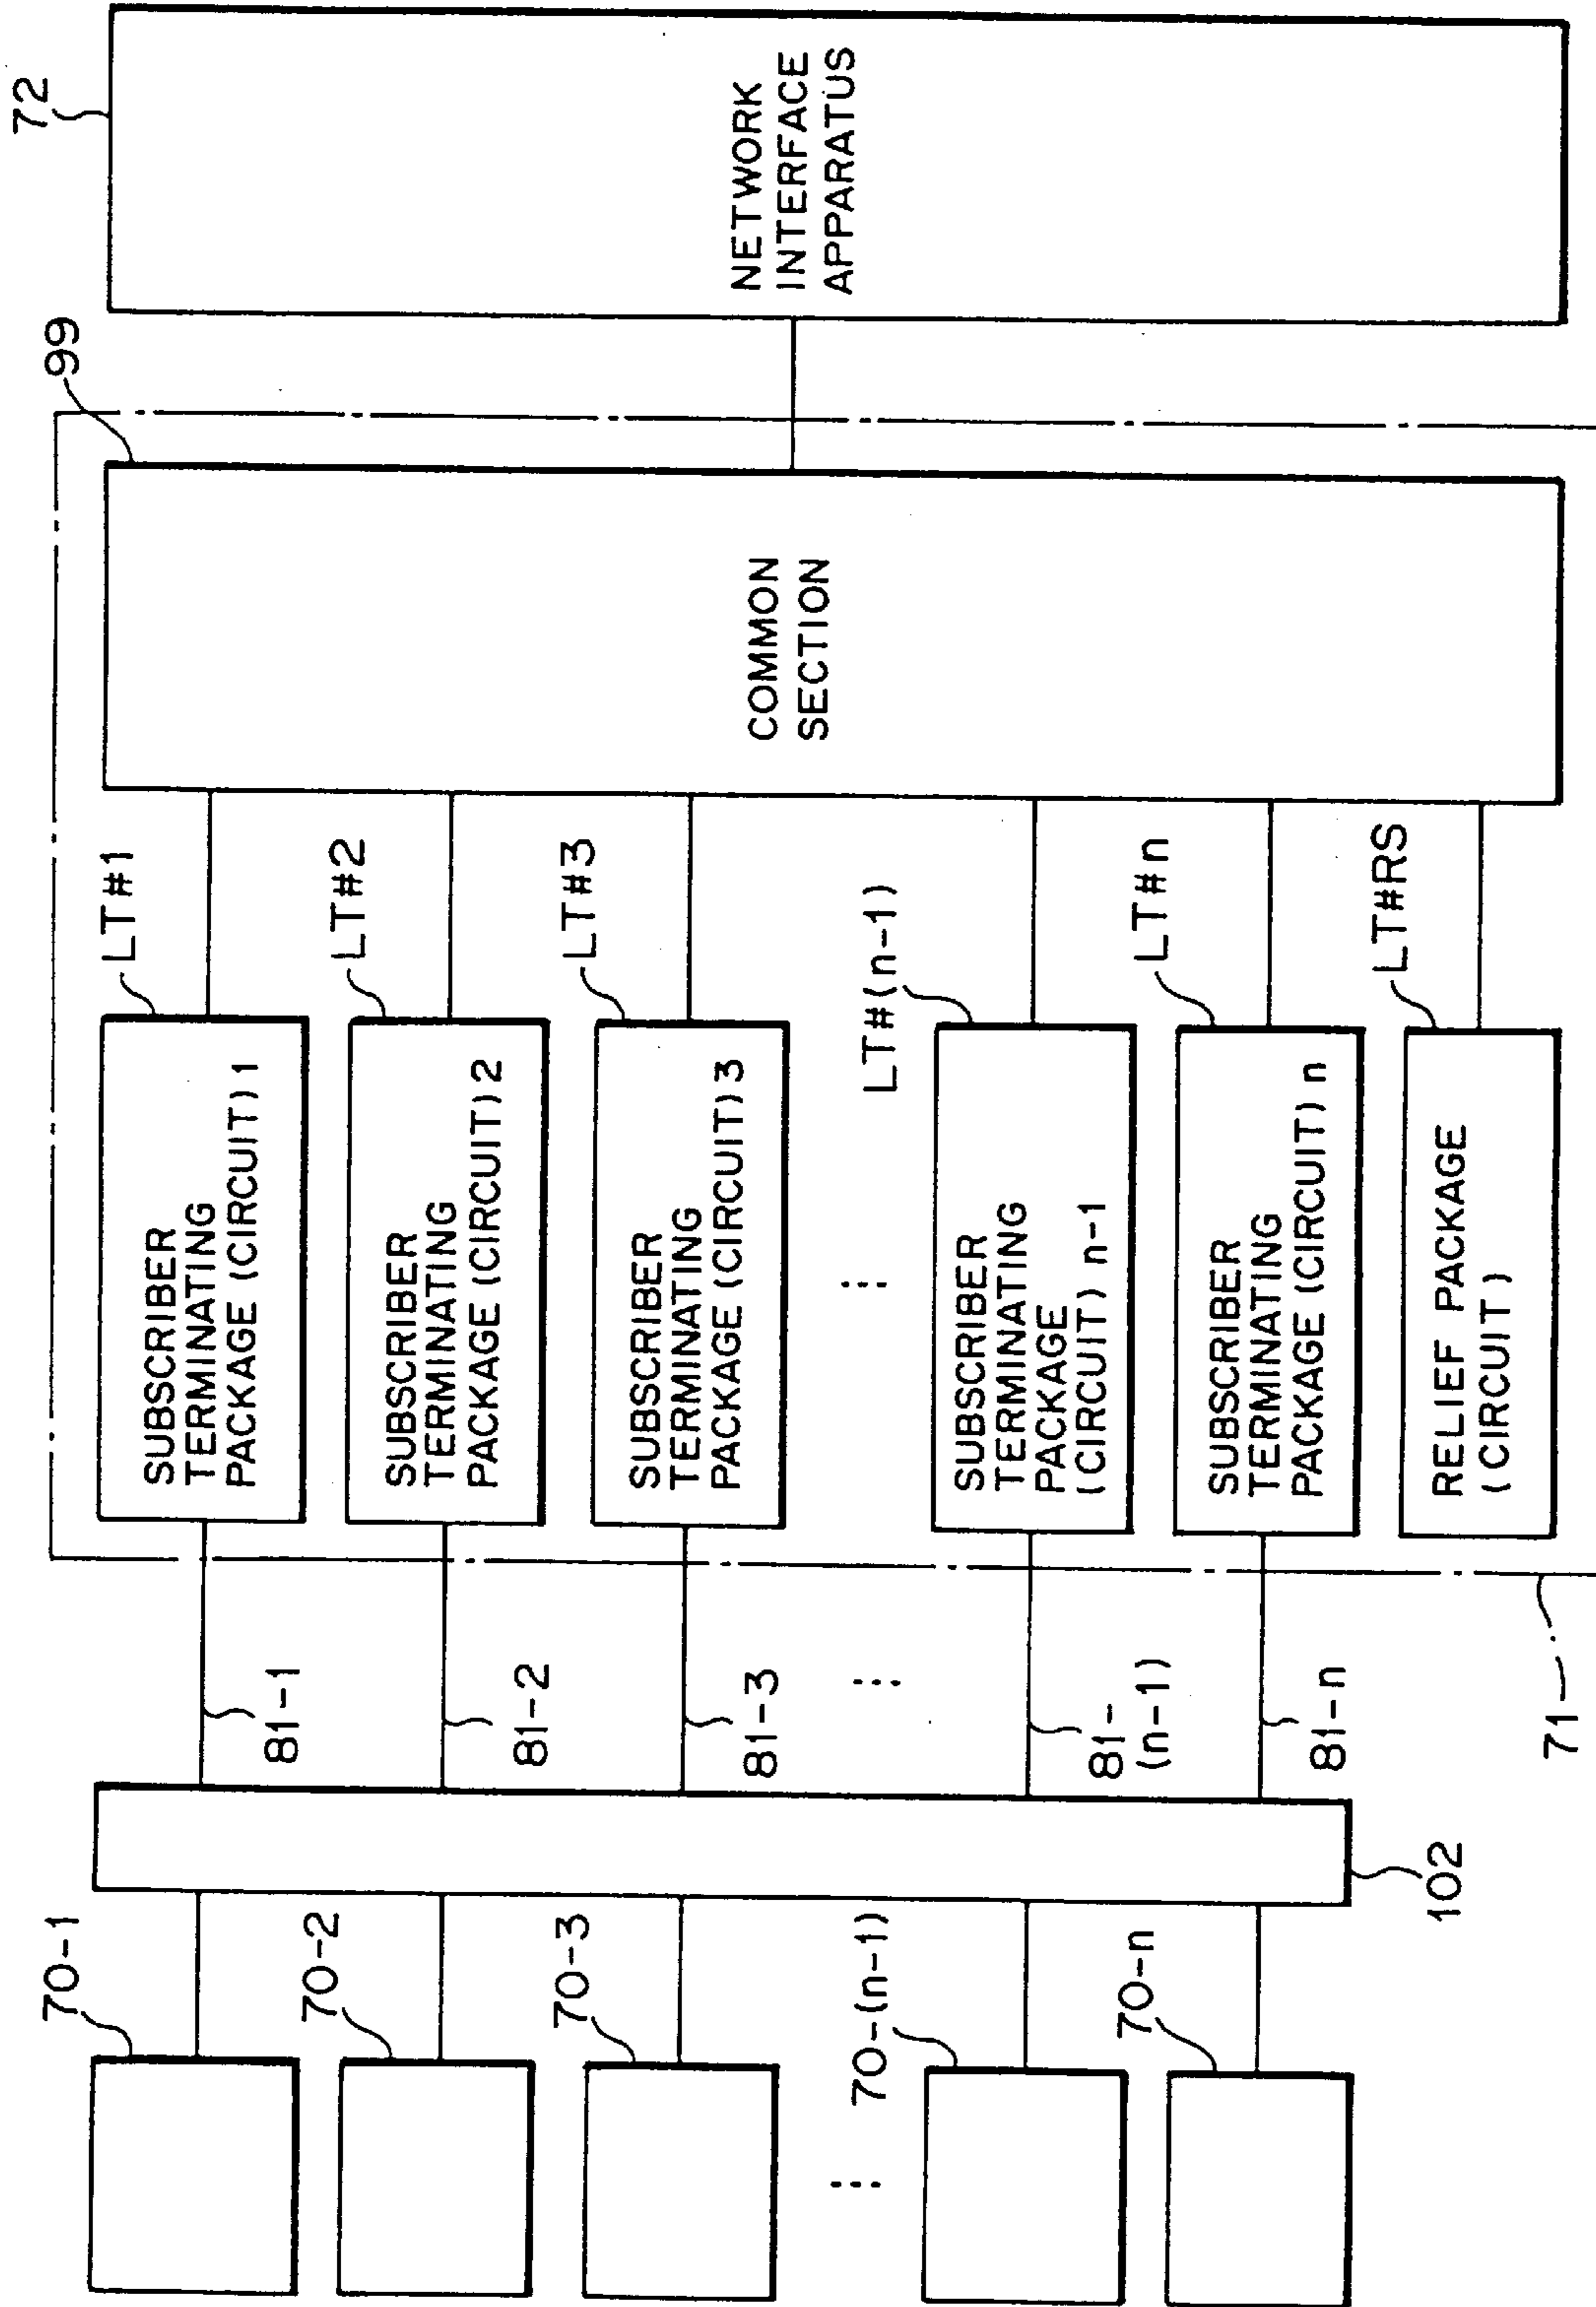 70-1
70-2
70-3
70-(n-1)
70-n
102
81-1
81-2
81-3
81-
(n-1)
81-n
71
SUBSCRIBER
TERMINATING
PACKAGE (CIRCUIT) 1
LT#1
SUBSCRIBER
TERMINATING
PACKAGE (CIRCUIT) 2
LT#2
SUBSCRIBER
TERMINATING
PACKAGE (CIRCUIT) 3
LT#3
SUBSCRIBER
TERMINATING
PACKAGE
(CIRCUIT) n-1
LT#(n-1)
SUBSCRIBER
TERMINATING
PACKAGE (CIRCUIT) n
LT#n
RELIEF PACKAGE
(CIRCUIT)
LT#RS
COMMON
SECTION
99
NETWORK
INTERFACE
APPARATUS
72